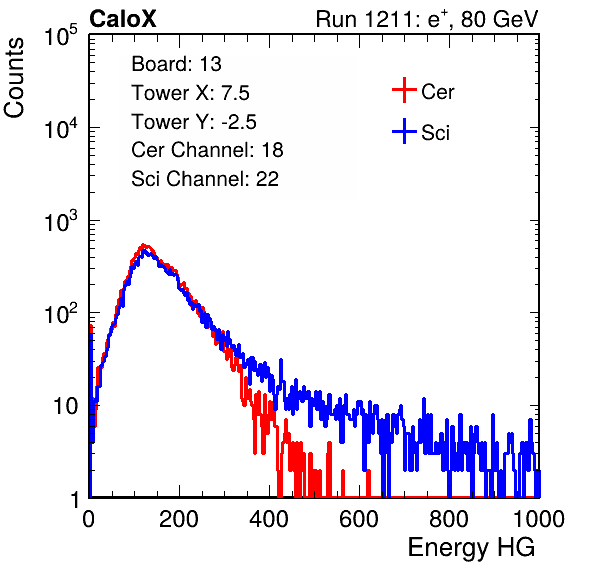 CaloX Run 1211: e⁺, 80 GeV
Counts
10⁵
10⁴
10³
10²
10
1
Board: 13
Tower X: 7.5
Tower Y: -2.5
Cer Channel: 18
Sci Channel: 22
Cer
Sci
0 200 400 600 800 1000
Energy HG